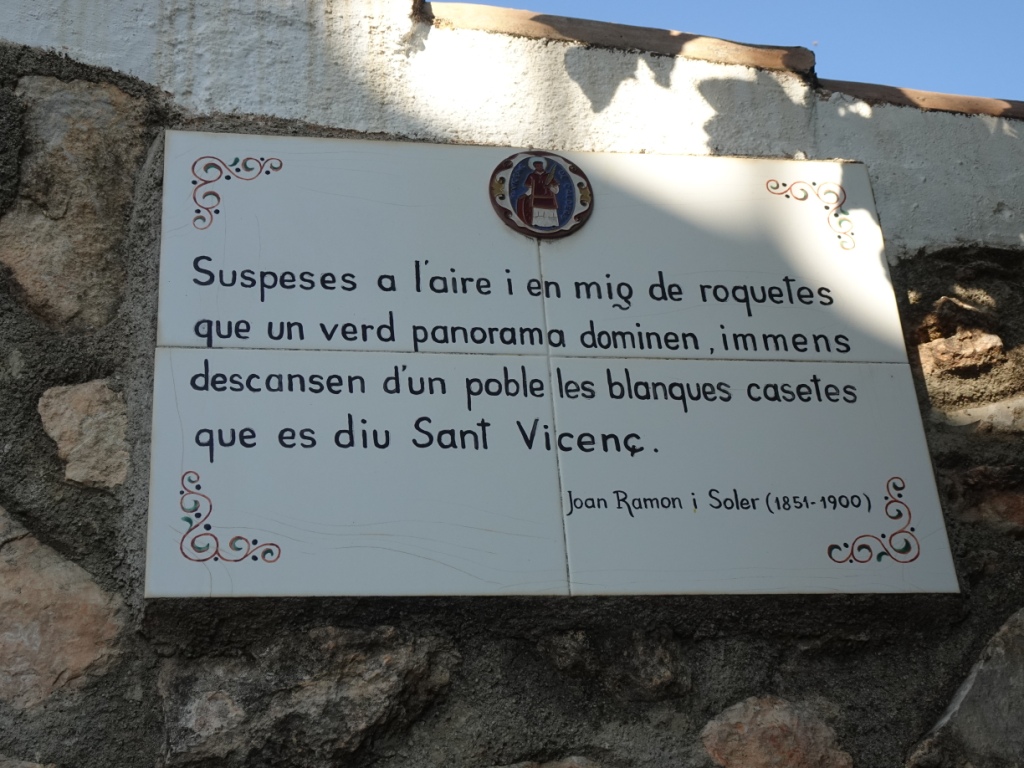 Suspeses a l'aire i en mig de roquetes
que un verd panorama dominen, immens
descansen d'un poble les blanques casetes
que es diu Sant Vicenç.
Joan Ramon i Soler (1851-1900)